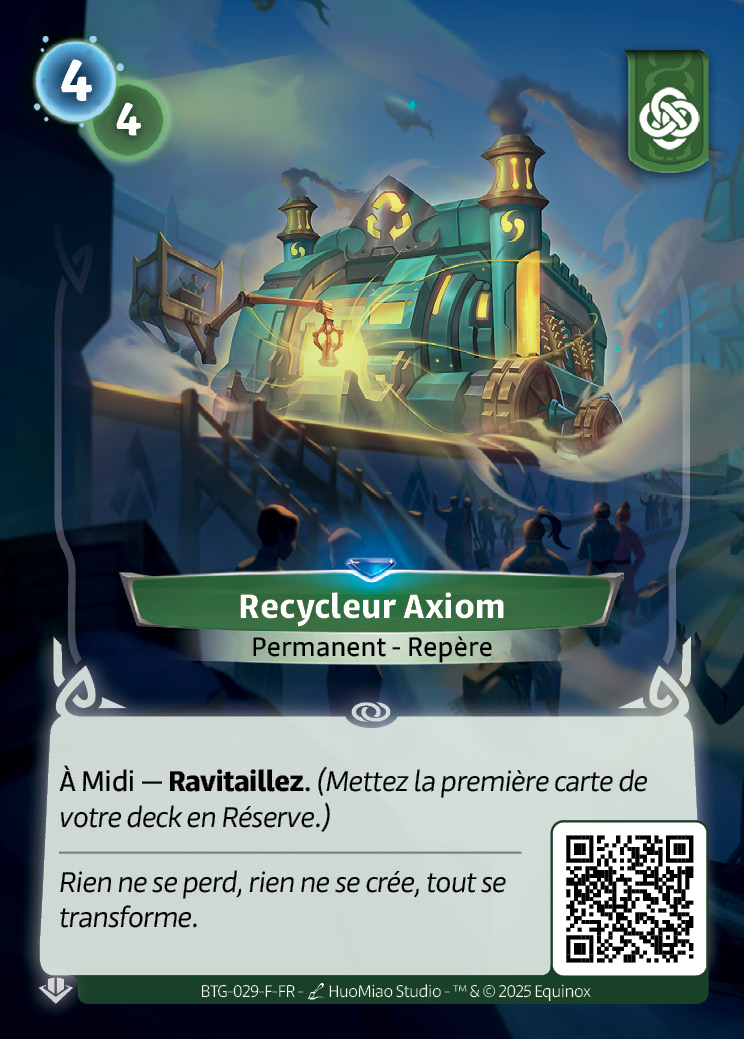 4
4
Recycleur Axiom
Permanent - Repère
À Midi — Ravitaillez. (Mettez la première carte de
votre deck en Réserve.)
Rien ne se perd, rien ne se crée, tout se
transforme.
BTG-029-F-FR - HuoMiao Studio - ™ & © 2025 Equinox